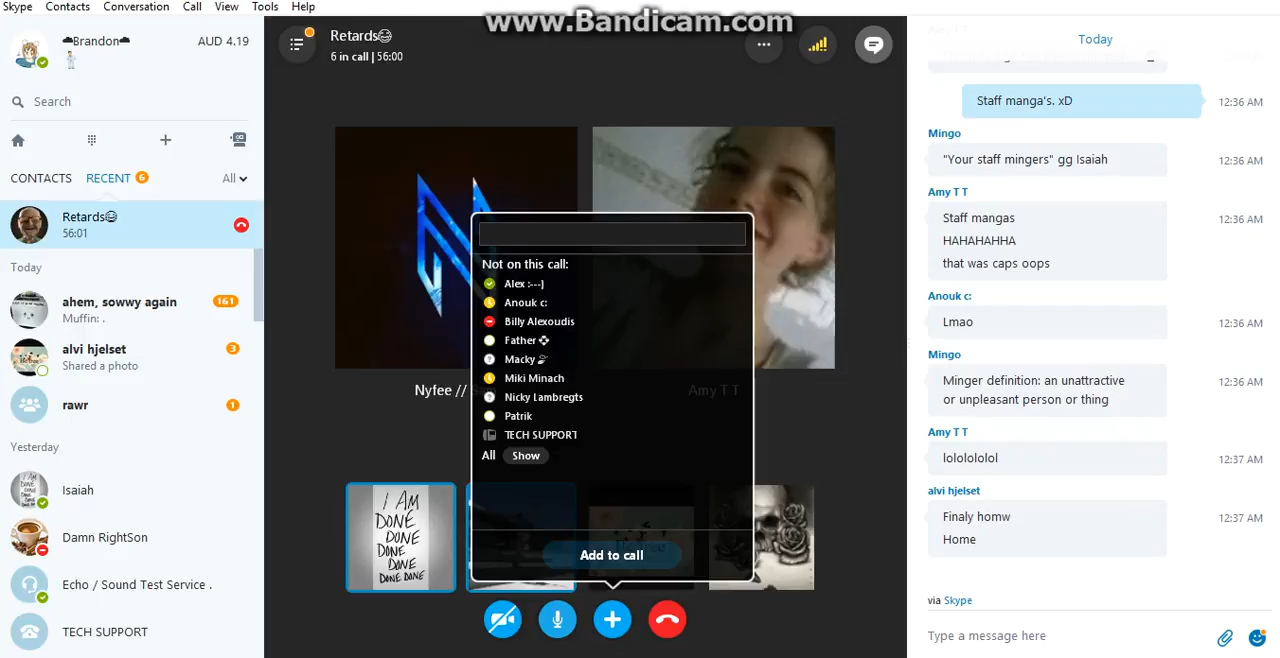 Skype Contacts Conversation Call View Tools Help
www.Bandicam.com
☁Brandon☁
AUD 4.19
Search
CONTACTS RECENT 6 All
Retards😂
56:01
Today
ahem, sowwy again 161
Muffin: .
alvi hjelset 3
Shared a photo
rawr 1
Yesterday
Isaiah
Damn RightSon
Echo / Sound Test Service .
TECH SUPPORT
Retards😂
6 in call | 56:00
Nyfee //
Amy T T
Not on this call:
Alex :---]
Anouk c:
Billy Alexoudis
Father
Macky
Miki Minach
Nicky Lambregts
Patrik
TECH SUPPORT
All Show
Add to call
I AM
DONE
DONE
DONE
DONE
DONE DONE
Today
Staff manga's. xD 12:36 AM
Mingo
"Your staff mingers" gg Isaiah 12:36 AM
Amy T T
Staff mangas 12:36 AM
HAHAHAHHA
that was caps oops
Anouk c:
Lmao 12:36 AM
Mingo
Minger definition: an unattractive 12:36 AM
or unpleasant person or thing
Amy T T
lolololololol 12:37 AM
alvi hjelset
Finaly homw 12:37 AM
Home
via Skype
Type a message here